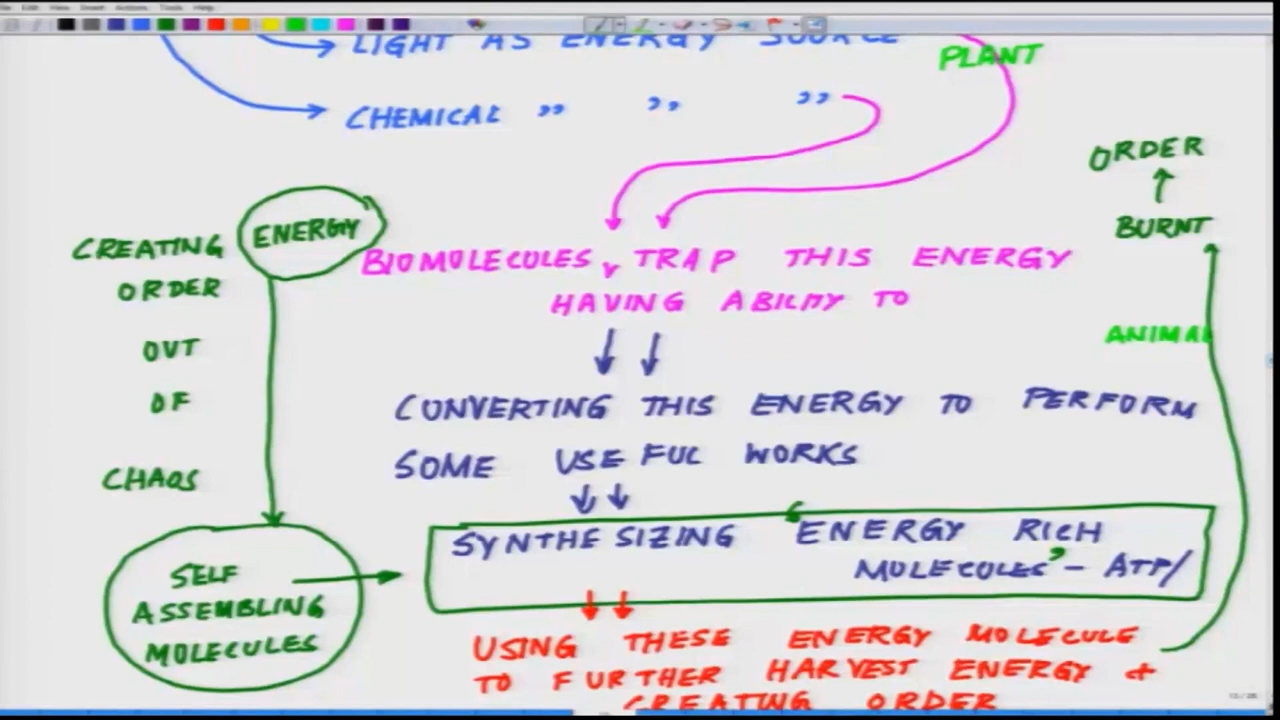 LIGHT AS ENERGY SOURCE
PLANT
CHEMICAL ,, ,, ,,
ORDER
BURNT
ENERGY
CREATING
ORDER
OUT
OF
CHAOS
BIOMOLECULES, TRAP THIS ENERGY
HAVING ABILITY TO
ANIMAL
CONVERTING THIS ENERGY TO PERFORM
SOME USEFUL WORKS
SYNTHESIZING ‘ENERGY RICH
MOLECULES’ - ATP/
SELF
ASSEMBLING
MOLECULES
USING THESE ENERGY MOLECULE
TO FURTHER HARVEST ENERGY &
CREATING ORDER